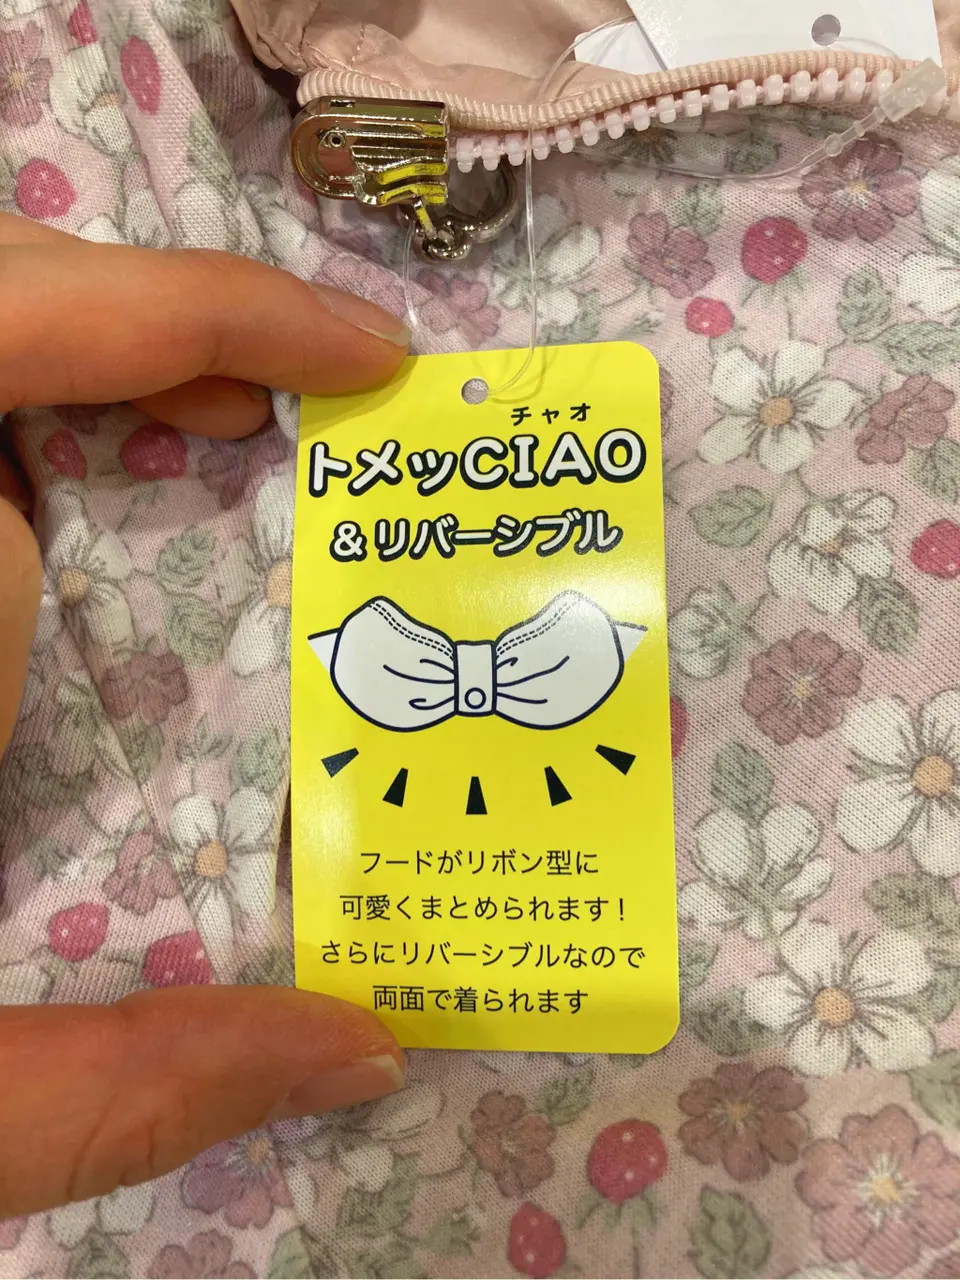 チャオ
トメッCIAO
&リバーシブル
フードがリボン型に
可愛くまとめられます!
さらにリバーシブルなので
両面で着られます